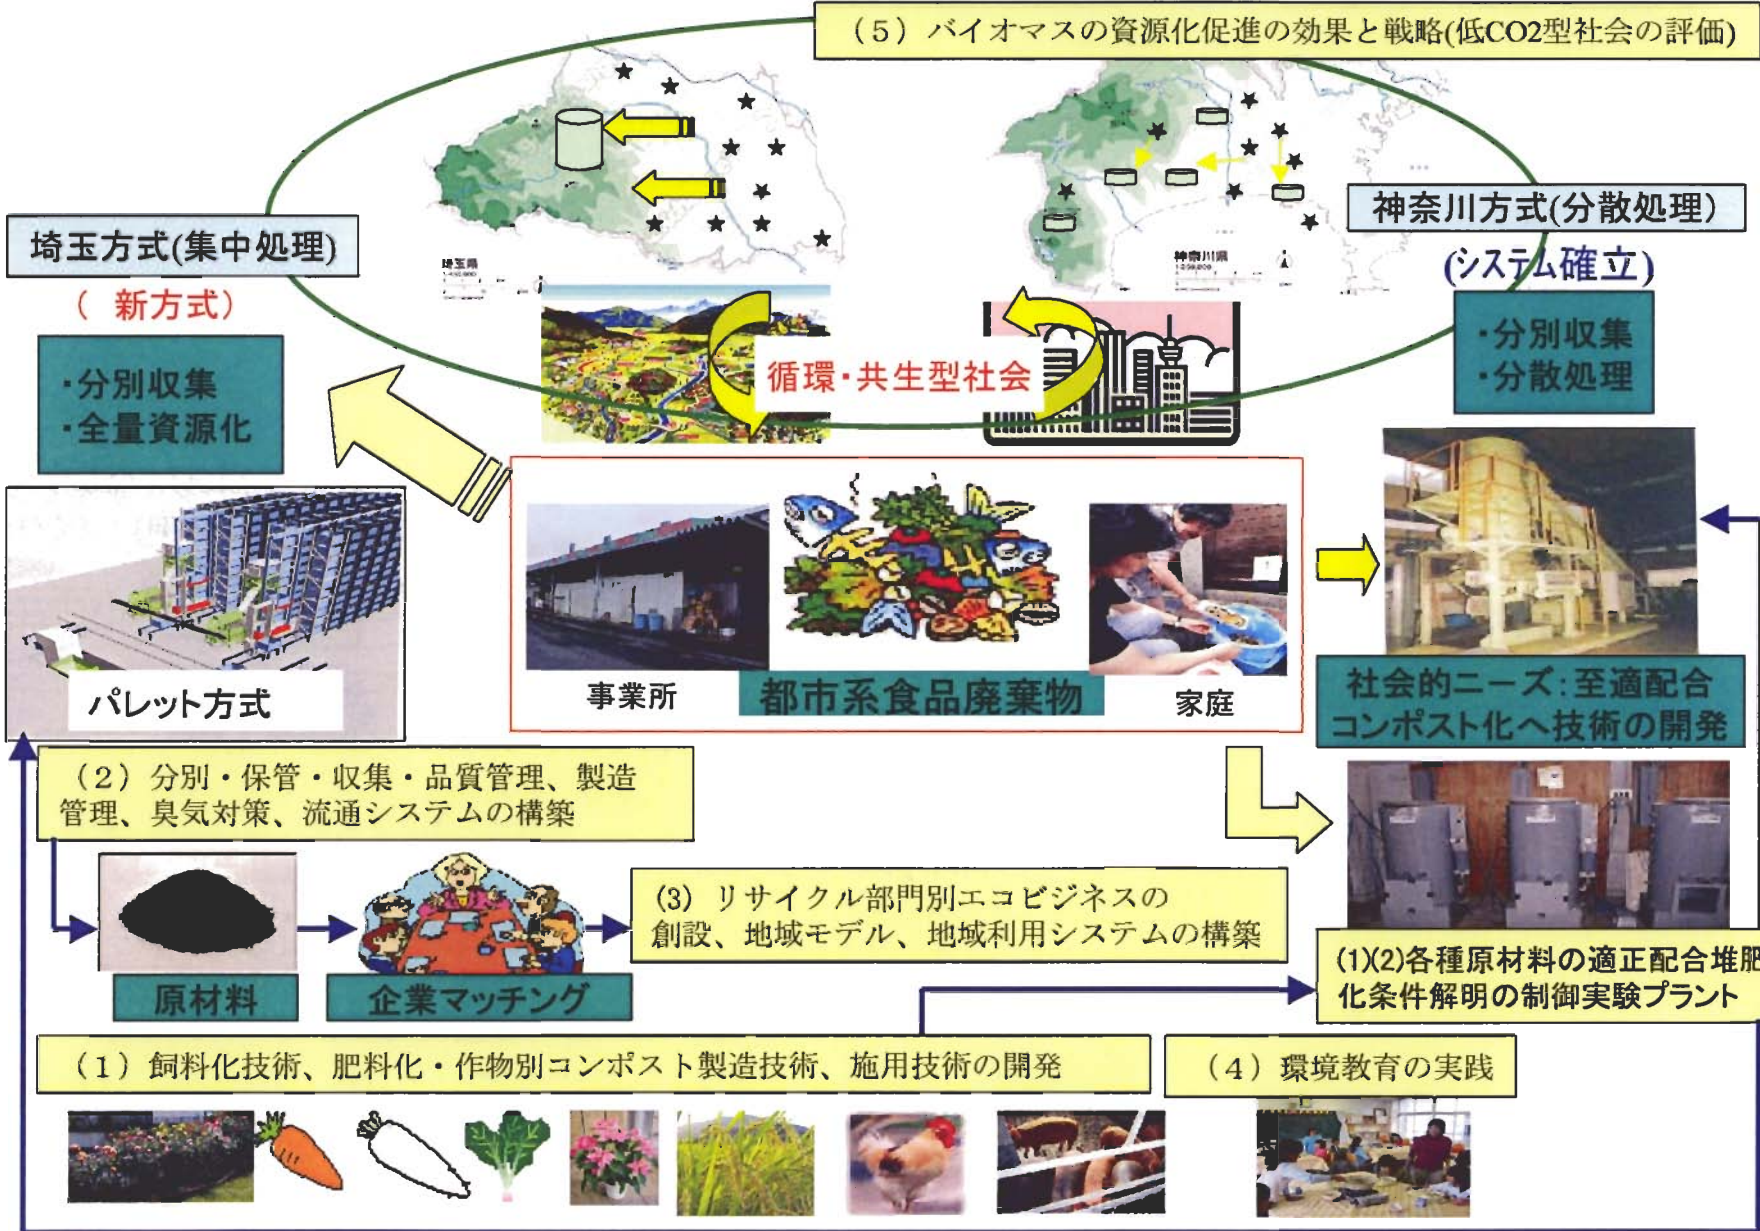 （5）バイオマスの資源化促進の効果と戦略(低CO2型社会の評価)
埼玉方式(集中処理)
（ 新方式）
・分別収集
・全量資源化
埼玉県
神奈川県
神奈川方式(分散処理）
(システム確立)
・分別収集
・分散処理
循環・共生型社会
パレット方式
事業所
都市系食品廃棄物
家庭
社会的ニーズ：至適配合
コンポスト化へ技術の開発
（2）分別・保管・収集・品質管理、製造
管理、臭気対策、流通システムの構築
原材料
企業マッチング
(3) リサイクル部門別エコビジネスの
創設、地域モデル、地域利用システムの構築
(1)(2)各種原材料の適正配合堆肥
化条件解明の制御実験プラント
（1）飼料化技術、肥料化・作物別コンポスト製造技術、施用技術の開発
（4）環境教育の実践